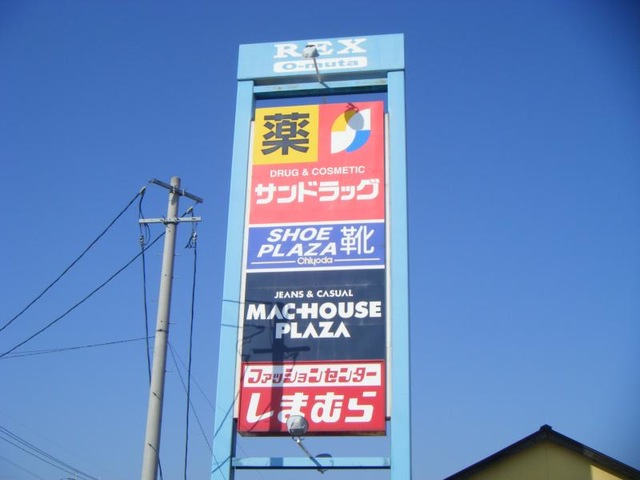 REX
O-muta
薬
DRUG & COSMETIC
サンドラッグ
SHOE PLAZA 靴
Chiyoda
JEANS & CASUAL
MAC-HOUSE
PLAZA
ファッションセンター
しまむら